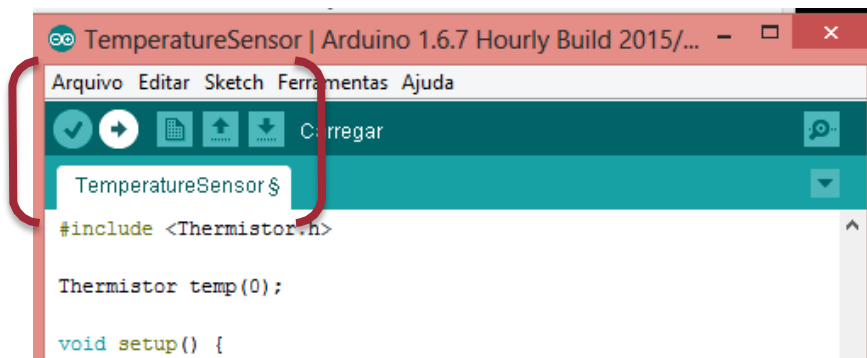 TemperatureSensor | Arduino 1.6.7 Hourly Build 2015/...
Arquivo Editar Sketch Ferramentas Ajuda
Carregar
TemperatureSensor §
#include <Thermistor.h>
Thermistor temp(0);
void setup() {